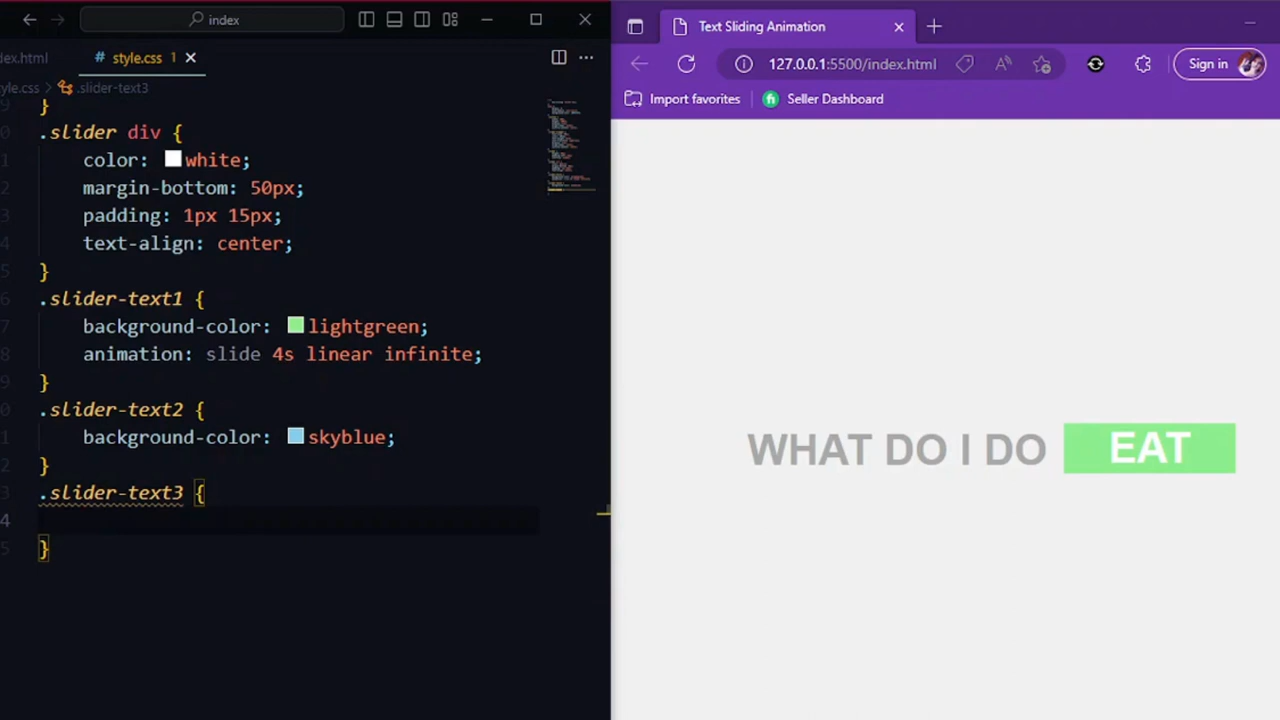 index
dex.html
# style.css 1
tyle.css > .slider-text3
}
.slider div {
color: white;
margin-bottom: 50px;
padding: 1px 15px;
text-align: center;
}
.slider-text1 {
background-color: lightgreen;
animation: slide 4s linear infinite;
}
.slider-text2 {
background-color: skyblue;
}
.slider-text3 {
}
Text Sliding Animation
127.0.0.1:5500/index.html
Sign in
Import favorites
fi Seller Dashboard
WHAT DO I DO EAT